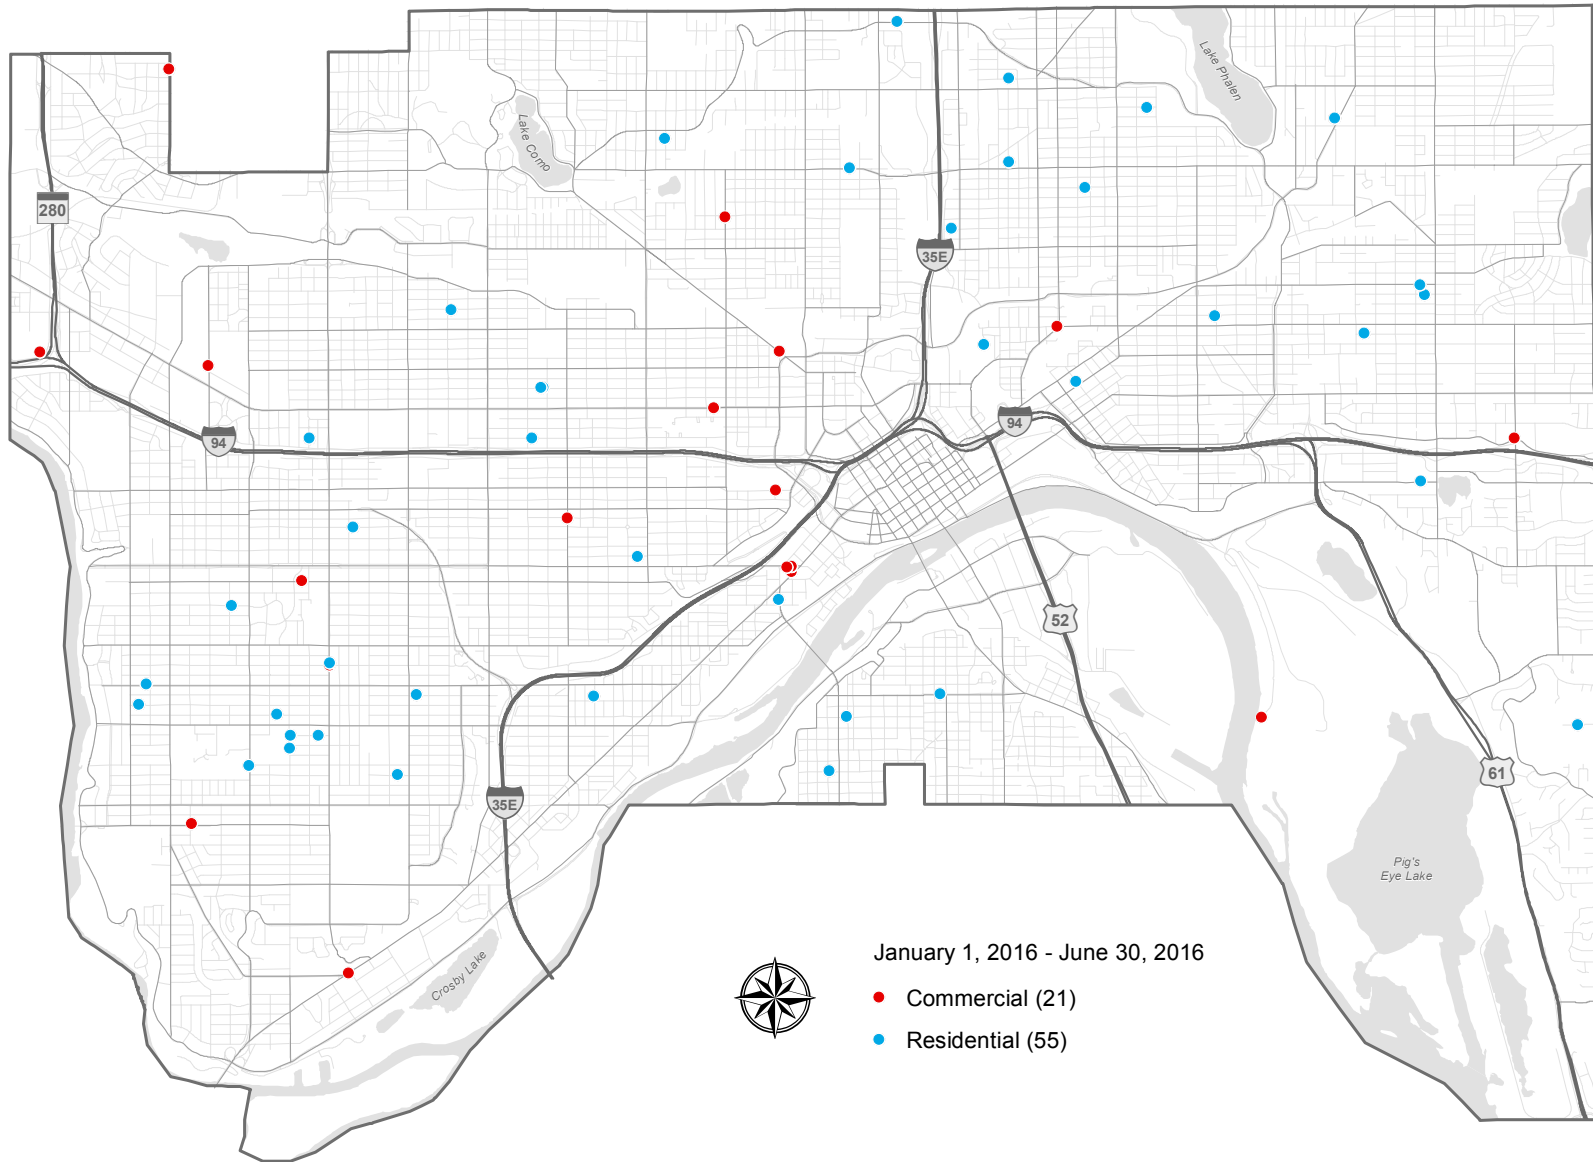 Lake Phalen
Lake Como
280
35E
94
94
52
61
35E
Pig's
Eye Lake
Crosby Lake
January 1, 2016 - June 30, 2016
Commercial (21)
Residential (55)